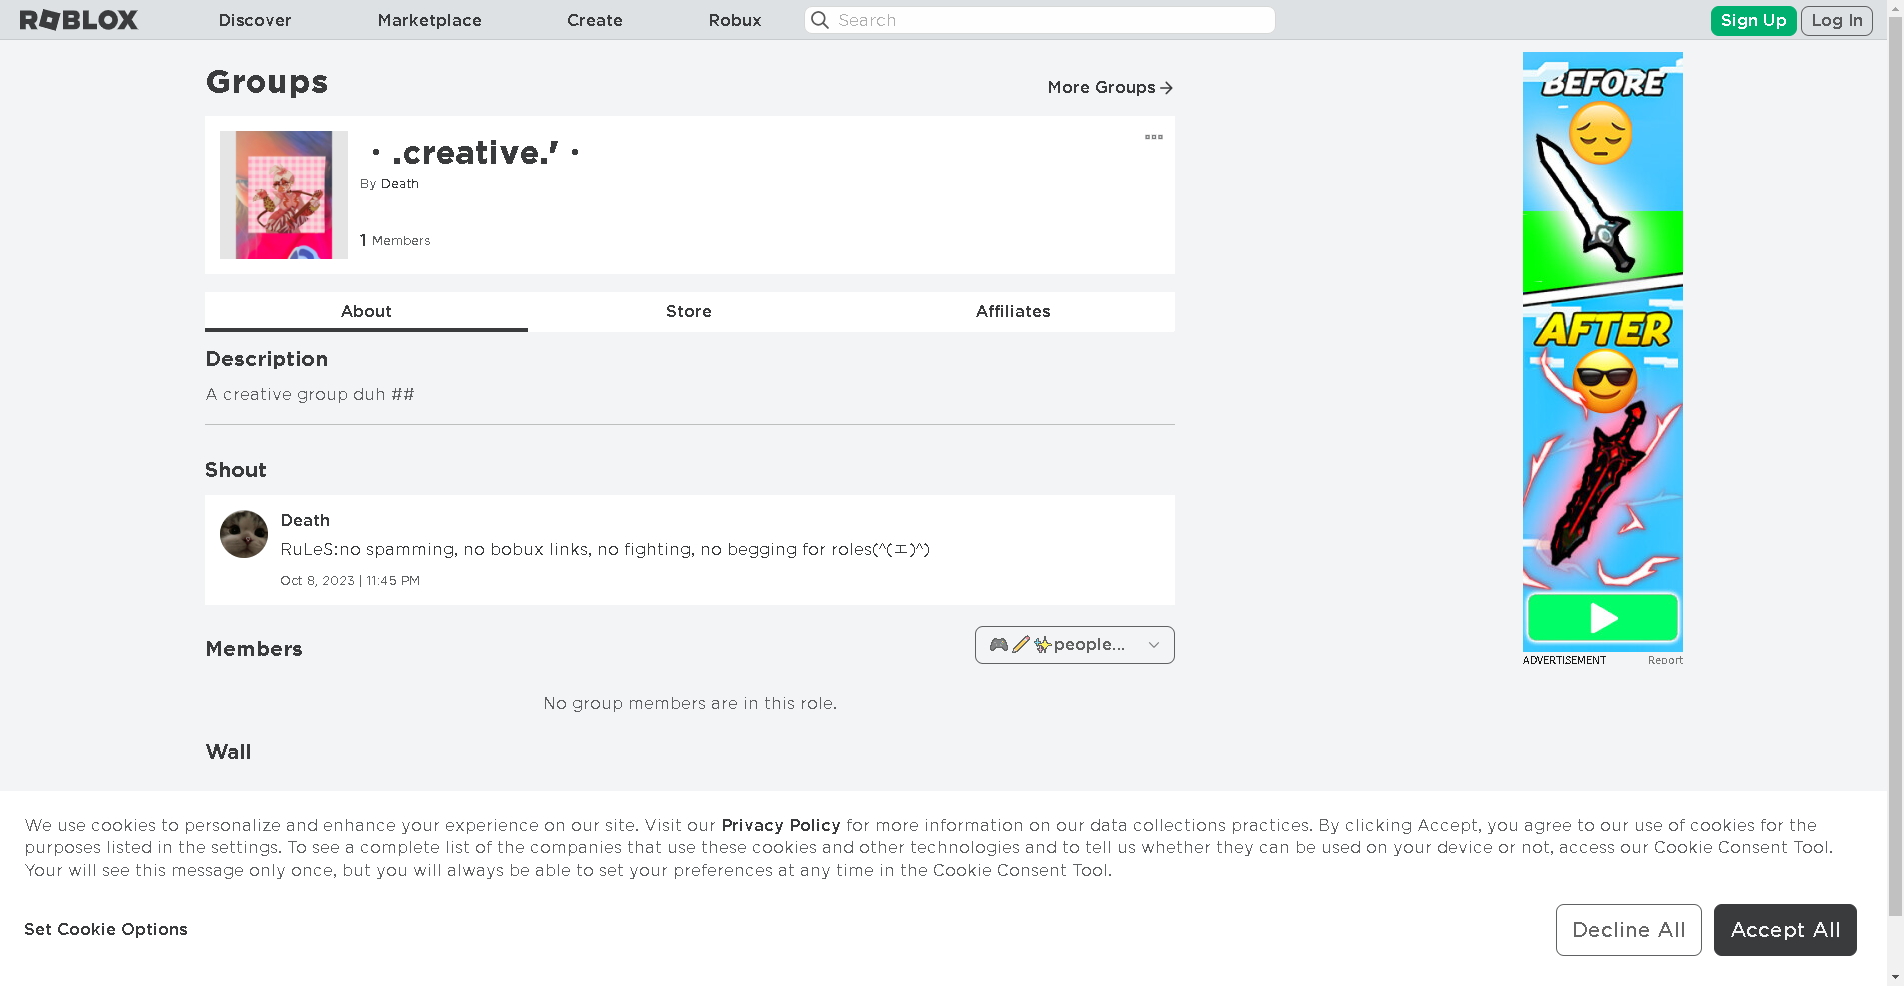 ROBLOX Discover Marketplace Create Robux Search Sign Up Log In
Groups
More Groups
• .creative.' •
By Death
1 Members
About Store Affiliates
Description
A creative group duh ##
Shout
Death
RuLeS:no spamming, no bobux links, no fighting, no begging for roles(^(エ)^)
Oct 8, 2023 | 11:45 PM
Members
🎮🖍✨people...
No group members are in this role.
Wall
BEFORE
AFTER
ADVERTISEMENT Report
We use cookies to personalize and enhance your experience on our site. Visit our Privacy Policy for more information on our data collections practices. By clicking Accept, you agree to our use of cookies for the
purposes listed in the settings. To see a complete list of the companies that use these cookies and other technologies and to tell us whether they can be used on your device or not, access our Cookie Consent Tool.
Your will see this message only once, but you will always be able to set your preferences at any time in the Cookie Consent Tool.
Set Cookie Options
Decline All
Accept All